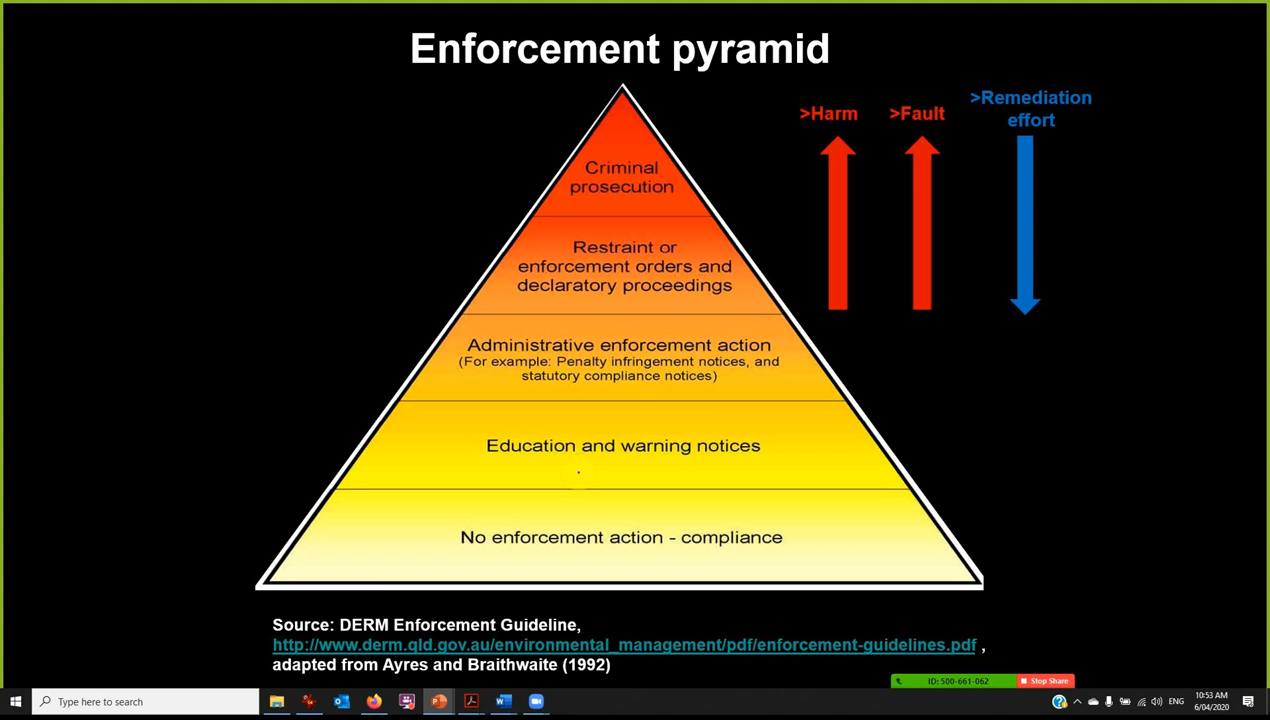 Enforcement pyramid
>Harm
>Fault
>Remediation
effort
Criminal
prosecution
Restraint or
enforcement orders and
declaratory proceedings
Administrative enforcement action
(For example: Penalty infringement notices, and
statutory compliance notices)
Education and warning notices
No enforcement action - compliance
Source: DERM Enforcement Guideline,
http://www.derm.qld.gov.au/environmental_management/pdf/enforcement-guidelines.pdf ,
adapted from Ayres and Braithwaite (1992)
ID: 500-661-062
Stop Share
Type here to search
ENG
10:53 AM
6/04/2020